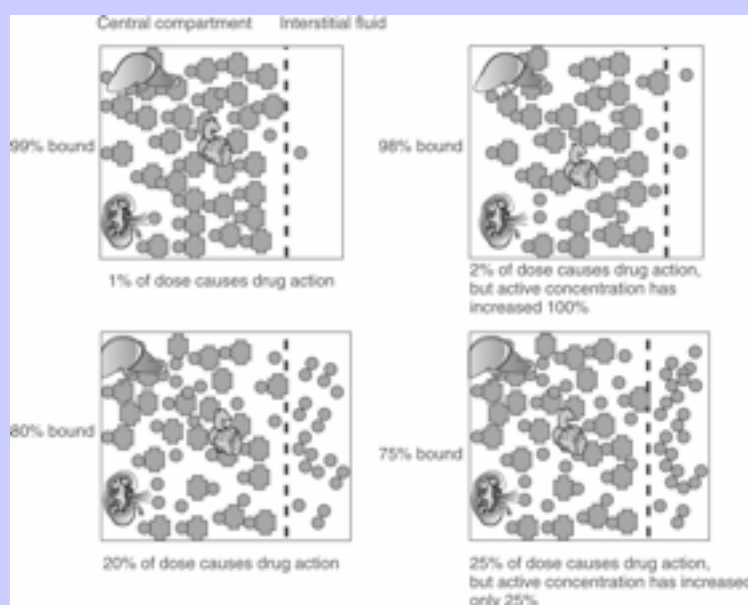 Central compartment Interstitial fluid
99% bound
98% bound
1% of dose causes drug action
2% of dose causes drug action,
but active concentration has
increased 100%
80% bound
75% bound
20% of dose causes drug action
25% of dose causes drug action,
but active concentration has increased
only 25%